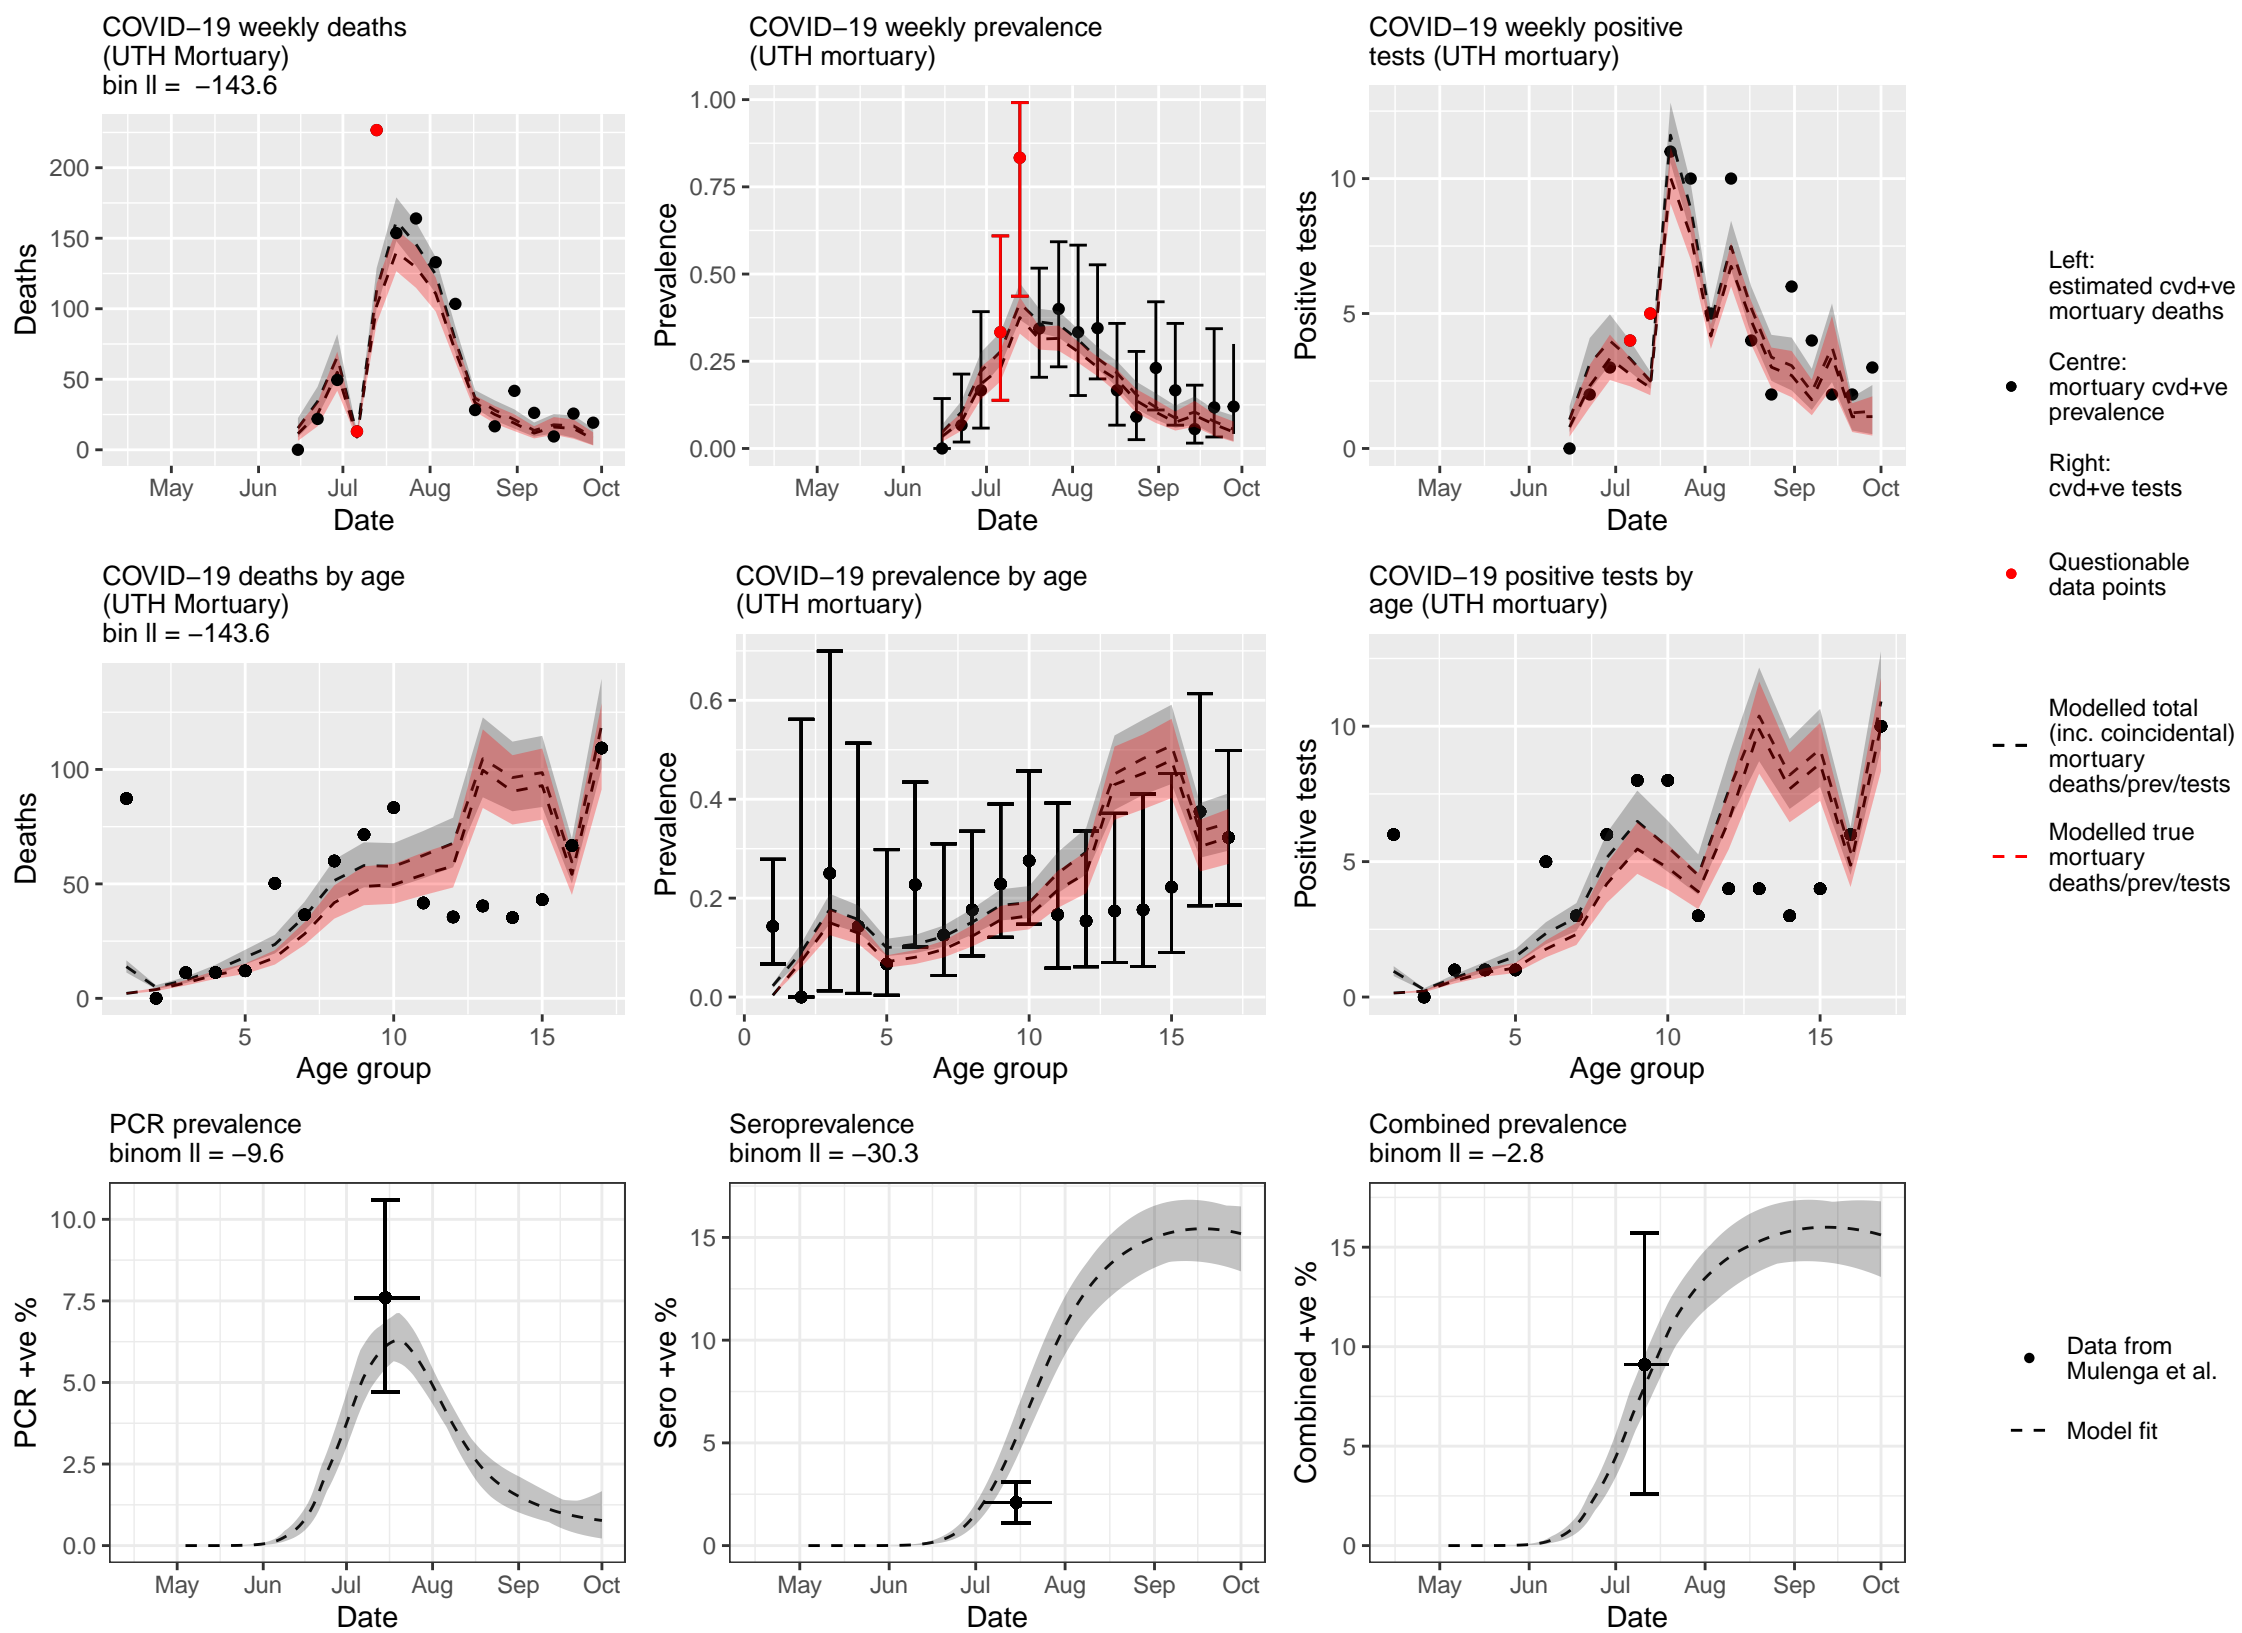 COVID−19 weekly deaths
(UTH Mortuary)
bin ll =  −143.6
Deaths
200
150
100
50
0
May Jun Jul Aug Sep Oct
Date
COVID−19 weekly prevalence
(UTH mortuary)
Prevalence
1.00
0.75
0.50
0.25
0.00
May Jun Jul Aug Sep Oct
Date
COVID−19 weekly positive
tests (UTH mortuary)
Positive tests
10
5
0
May Jun Jul Aug Sep Oct
Date
Left:
estimated cvd+ve
mortuary deaths
Centre:
mortuary cvd+ve
prevalence
Right:
cvd+ve tests
Questionable
data points
COVID−19 deaths by age
(UTH Mortuary)
bin ll = −143.6
Deaths
100
50
0
5 10 15
Age group
COVID−19 prevalence by age
(UTH mortuary)
Prevalence
0.6
0.4
0.2
0.0
0 5 10 15
Age group
COVID−19 positive tests by
age (UTH mortuary)
Positive tests
10
5
0
5 10 15
Age group
Modelled total
(inc. coincidental)
mortuary
deaths/prev/tests
Modelled true
mortuary
deaths/prev/tests
PCR prevalence
binom ll = −9.6
PCR +ve %
10.0
7.5
5.0
2.5
0.0
May Jun Jul Aug Sep Oct
Date
Seroprevalence
binom ll = −30.3
Sero +ve %
15
10
5
0
May Jun Jul Aug Sep Oct
Date
Combined prevalence
binom ll = −2.8
Combined +ve %
15
10
5
0
May Jun Jul Aug Sep Oct
Date
Data from
Mulenga et al.
Model fit